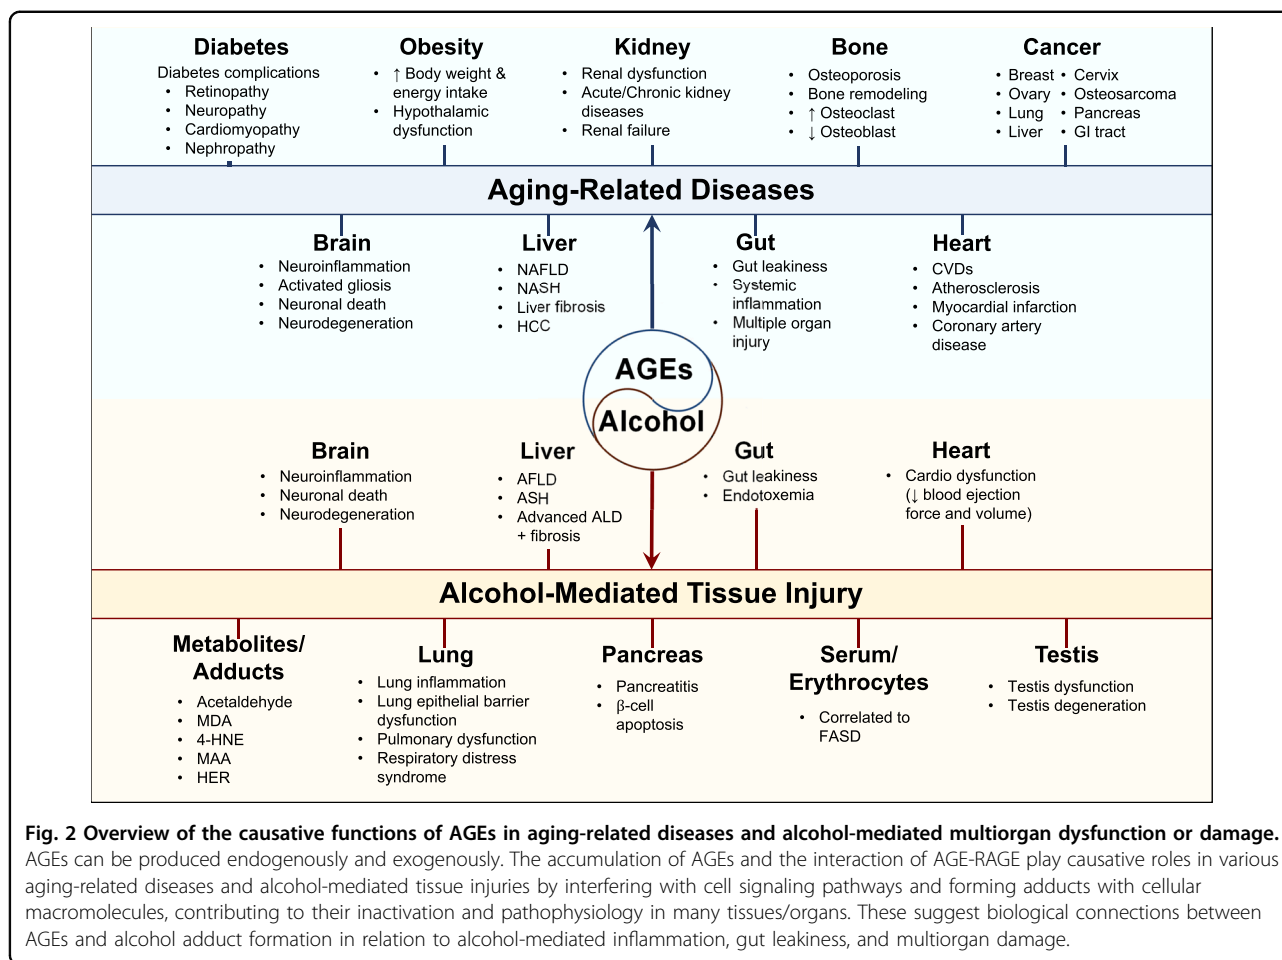 Diabetes
Diabetes complications
• Retinopathy
• Neuropathy
• Cardiomyopathy
• Nephropathy
Obesity
• ↑ Body weight &
energy intake
• Hypothalamic
dysfunction
Kidney
• Renal dysfunction
• Acute/Chronic kidney
diseases
• Renal failure
Bone
• Osteoporosis
• Bone remodeling
• ↑ Osteoclast
• ↓ Osteoblast
Cancer
• Breast • Cervix
• Ovary • Osteosarcoma
• Lung • Pancreas
• Liver • GI tract
Aging-Related Diseases
Brain
• Neuroinflammation
• Activated gliosis
• Neuronal death
• Neurodegeneration
Liver
• NAFLD
• NASH
• Liver fibrosis
• HCC
Gut
• Gut leakiness
• Systemic
inflammation
• Multiple organ
injury
Heart
• CVDs
• Atherosclerosis
• Myocardial infarction
• Coronary artery
disease
AGEs
Alcohol
Brain
• Neuroinflammation
• Neuronal death
• Neurodegeneration
Liver
• AFLD
• ASH
• Advanced ALD
+ fibrosis
Gut
• Gut leakiness
• Endotoxemia
Heart
• Cardio dysfunction
(↓ blood ejection
force and volume)
Alcohol-Mediated Tissue Injury
Metabolites/
Adducts
• Acetaldehyde
• MDA
• 4-HNE
• MAA
• HER
Lung
• Lung inflammation
• Lung epithelial barrier
dysfunction
• Pulmonary dysfunction
• Respiratory distress
syndrome
Pancreas
• Pancreatitis
• β-cell
apoptosis
Serum/
Erythrocytes
• Correlated to
FASD
Testis
• Testis dysfunction
• Testis degeneration
Fig. 2 Overview of the causative functions of AGEs in aging-related diseases and alcohol-mediated multiorgan dysfunction or damage.
AGEs can be produced endogenously and exogenously. The accumulation of AGEs and the interaction of AGE-RAGE play causative roles in various
aging-related diseases and alcohol-mediated tissue injuries by interfering with cell signaling pathways and forming adducts with cellular
macromolecules, contributing to their inactivation and pathophysiology in many tissues/organs. These suggest biological connections between
AGEs and alcohol adduct formation in relation to alcohol-mediated inflammation, gut leakiness, and multiorgan damage.